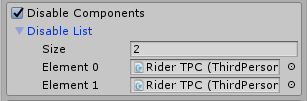 Disable Components
Disable List
Size 2
Element 0 Rider TPC (ThirdPerson
Element 1 Rider TPC (ThirdPerson